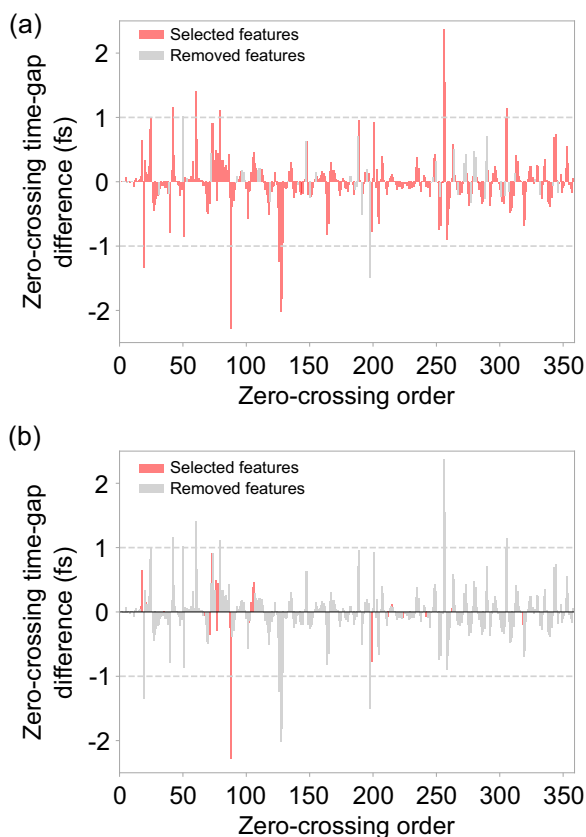 (a)
Selected features
Removed features
Zero-crossing time-gap
difference (fs)
2
1
0
-1
-2
0 50 100 150 200 250 300 350
Zero-crossing order
(b)
Selected features
Removed features
Zero-crossing time-gap
difference (fs)
2
1
0
-1
-2
0 50 100 150 200 250 300 350
Zero-crossing order